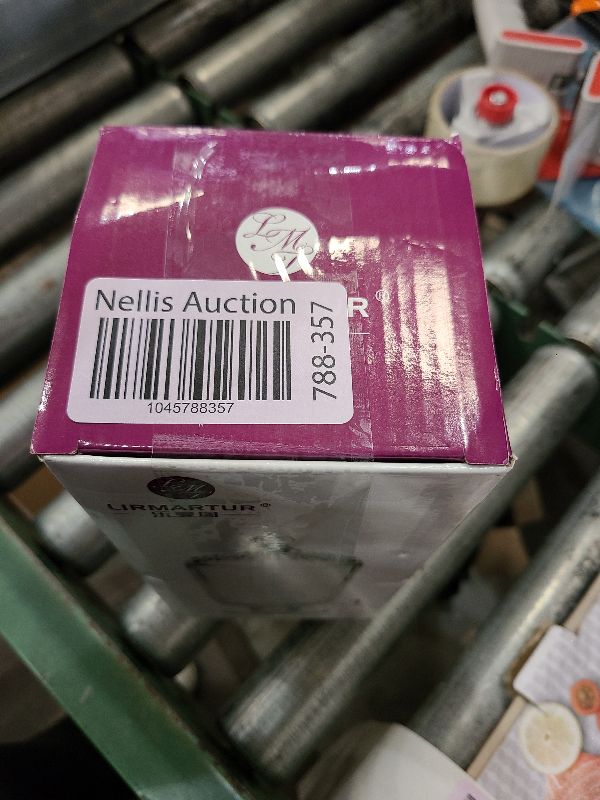 LM
Nellis Auction
1045788357
788-357
R®
LM
LIRMARTUR®